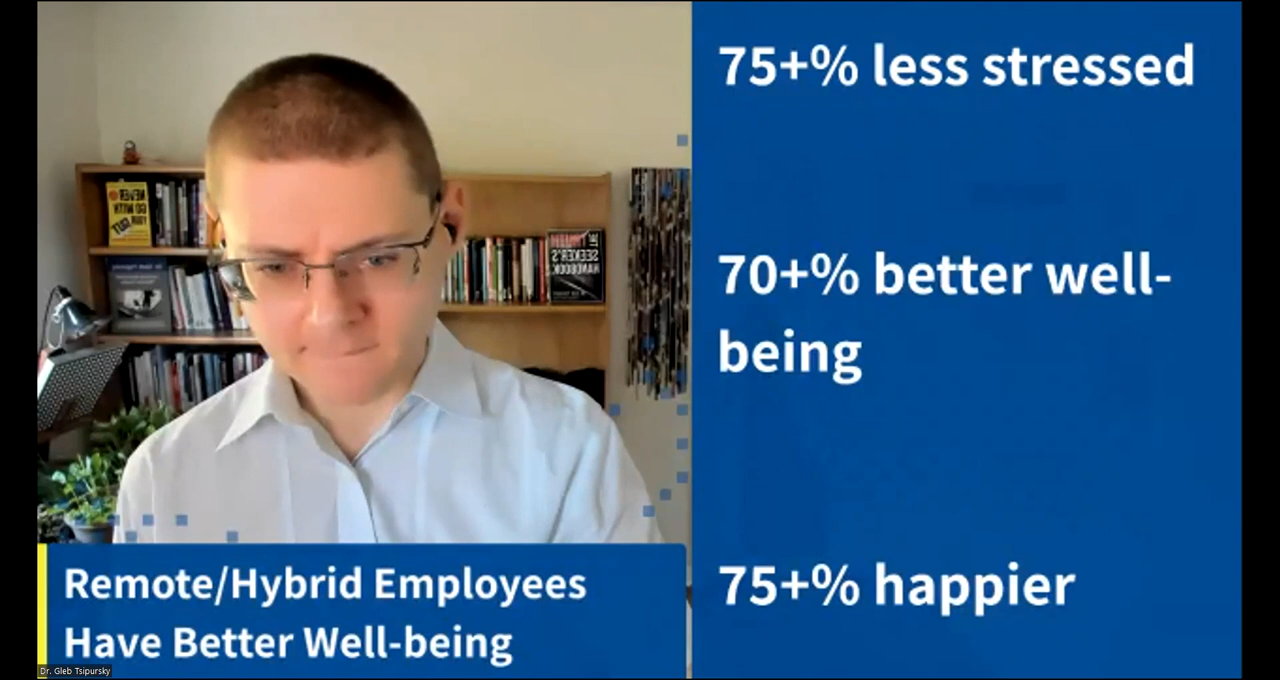 75+% less stressed
70+% better well-
being
75+% happier
NEVER
GO WITH
YOUR GUT
SEEKER'S
HANDBOOK
Remote/Hybrid Employees
Have Better Well-being
Dr. Gleb Tsipursky